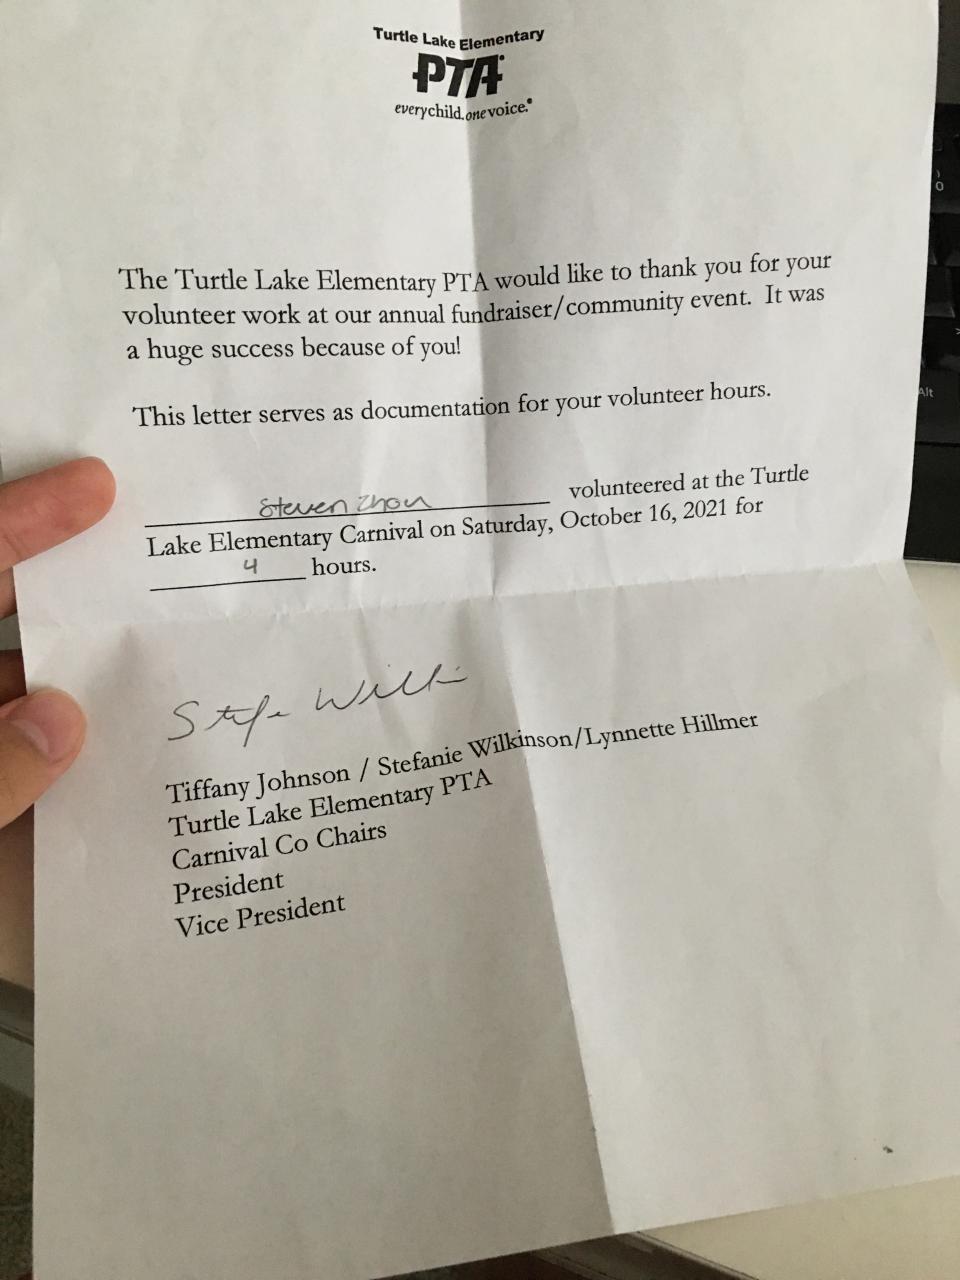 Turtle Lake Elementary
PTA
everychild.onevoice.®
The Turtle Lake Elementary PTA would like to thank you for your
volunteer work at our annual fundraiser/community event. It was
a huge success because of you!
This letter serves as documentation for your volunteer hours.
Steven Zhou volunteered at the Turtle
Lake Elementary Carnival on Saturday, October 16, 2021 for
4 hours.
Tiffany Johnson / Stefanie Wilkinson/Lynnette Hillmer
Turtle Lake Elementary PTA
Carnival Co Chairs
President
Vice President
Alt